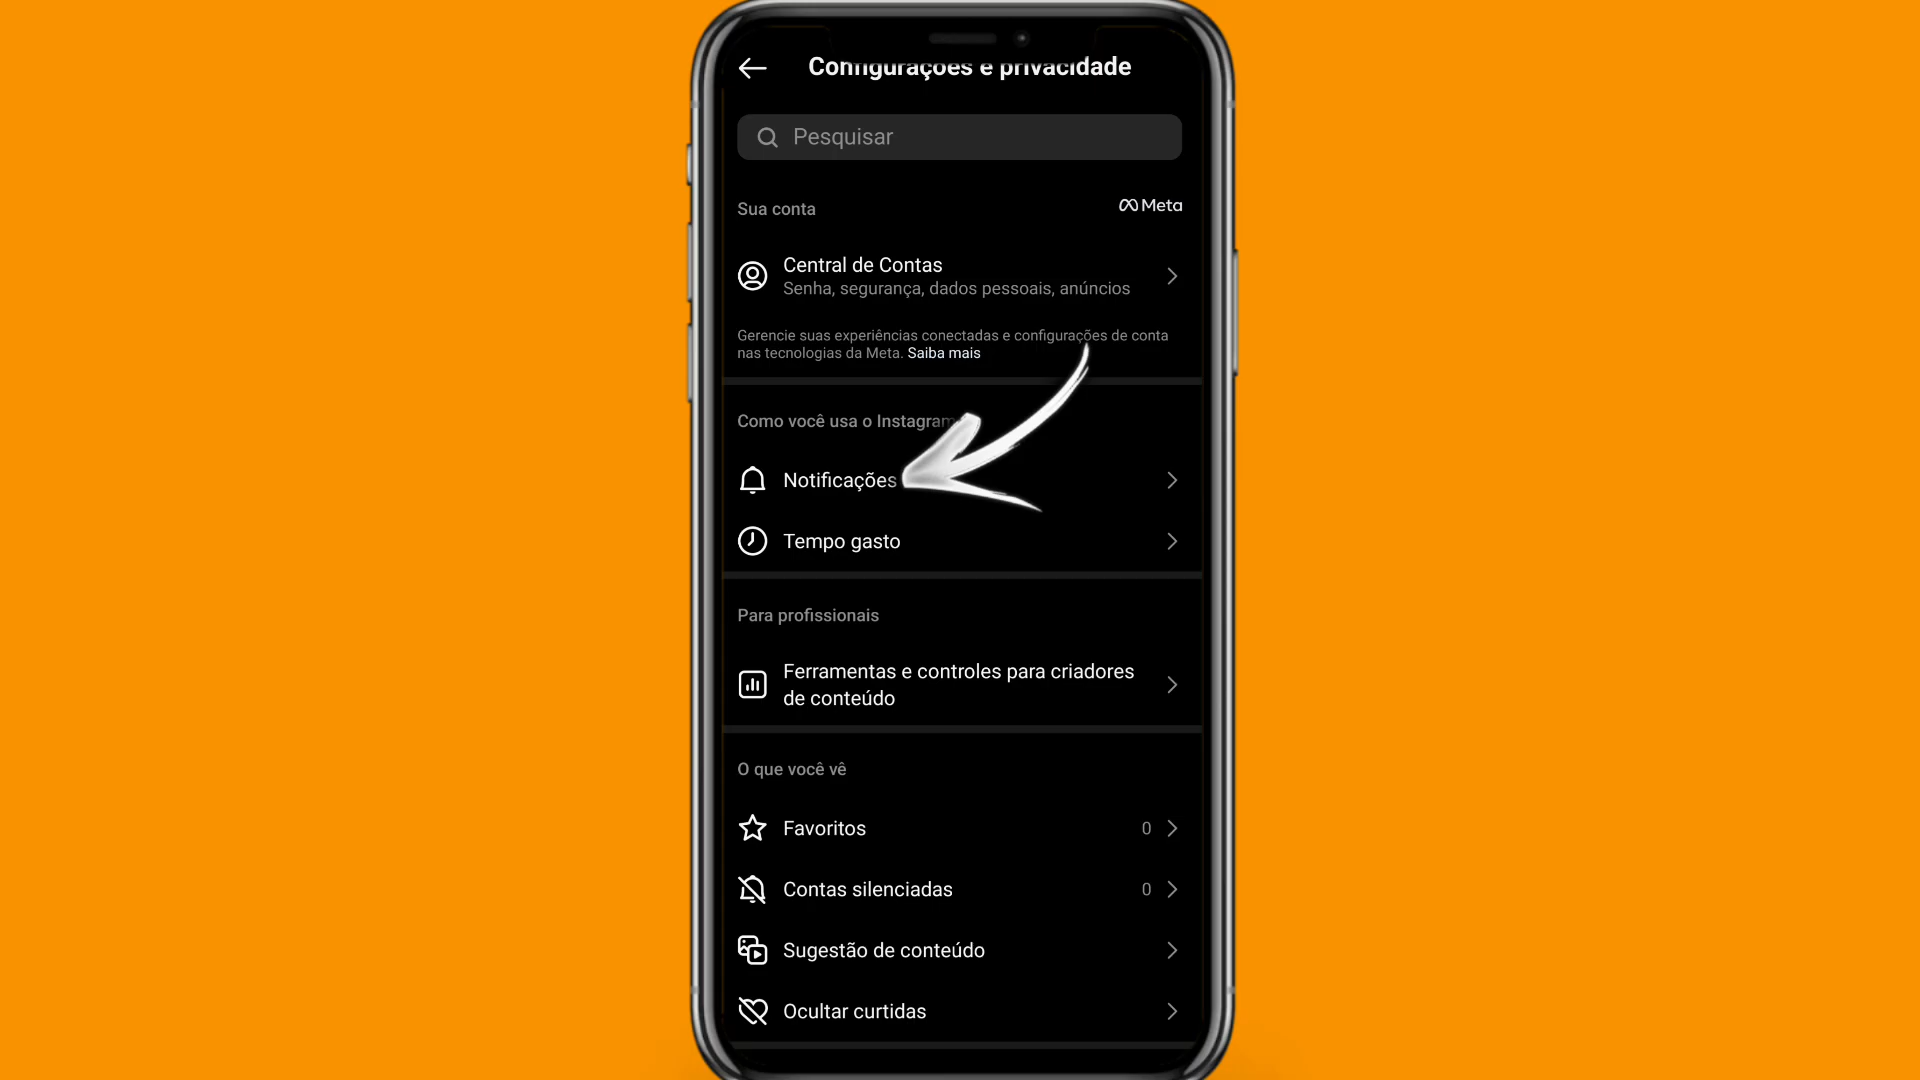 Configurações e privacidade
Pesquisar
Sua conta
Meta
Central de Contas
Senha, segurança, dados pessoais, anúncios
Gerencie suas experiências conectadas e configurações de conta
nas tecnologias da Meta. Saiba mais
Como você usa o Instagram
Notificações
Tempo gasto
Para profissionais
Ferramentas e controles para criadores
de conteúdo
O que você vê
Favoritos 0
Contas silenciadas 0
Sugestão de conteúdo
Ocultar curtidas